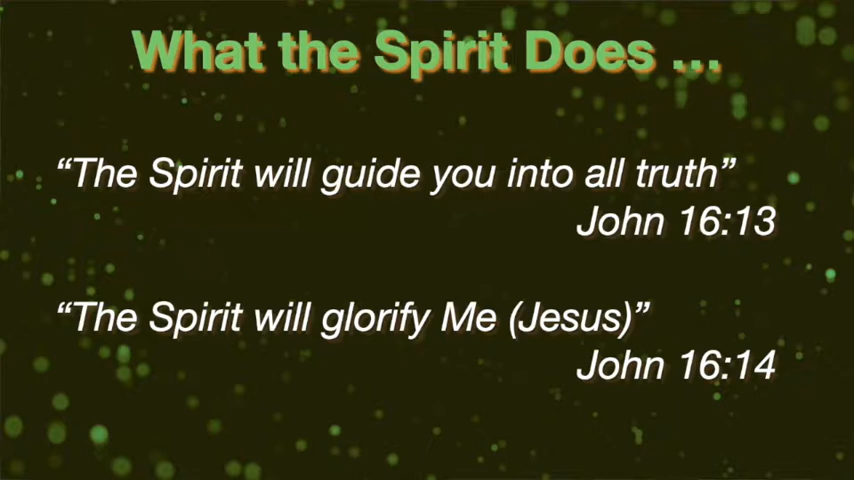 What the Spirit Does ...
“The Spirit will guide you into all truth”
John 16:13
“The Spirit will glorify Me (Jesus)”
John 16:14